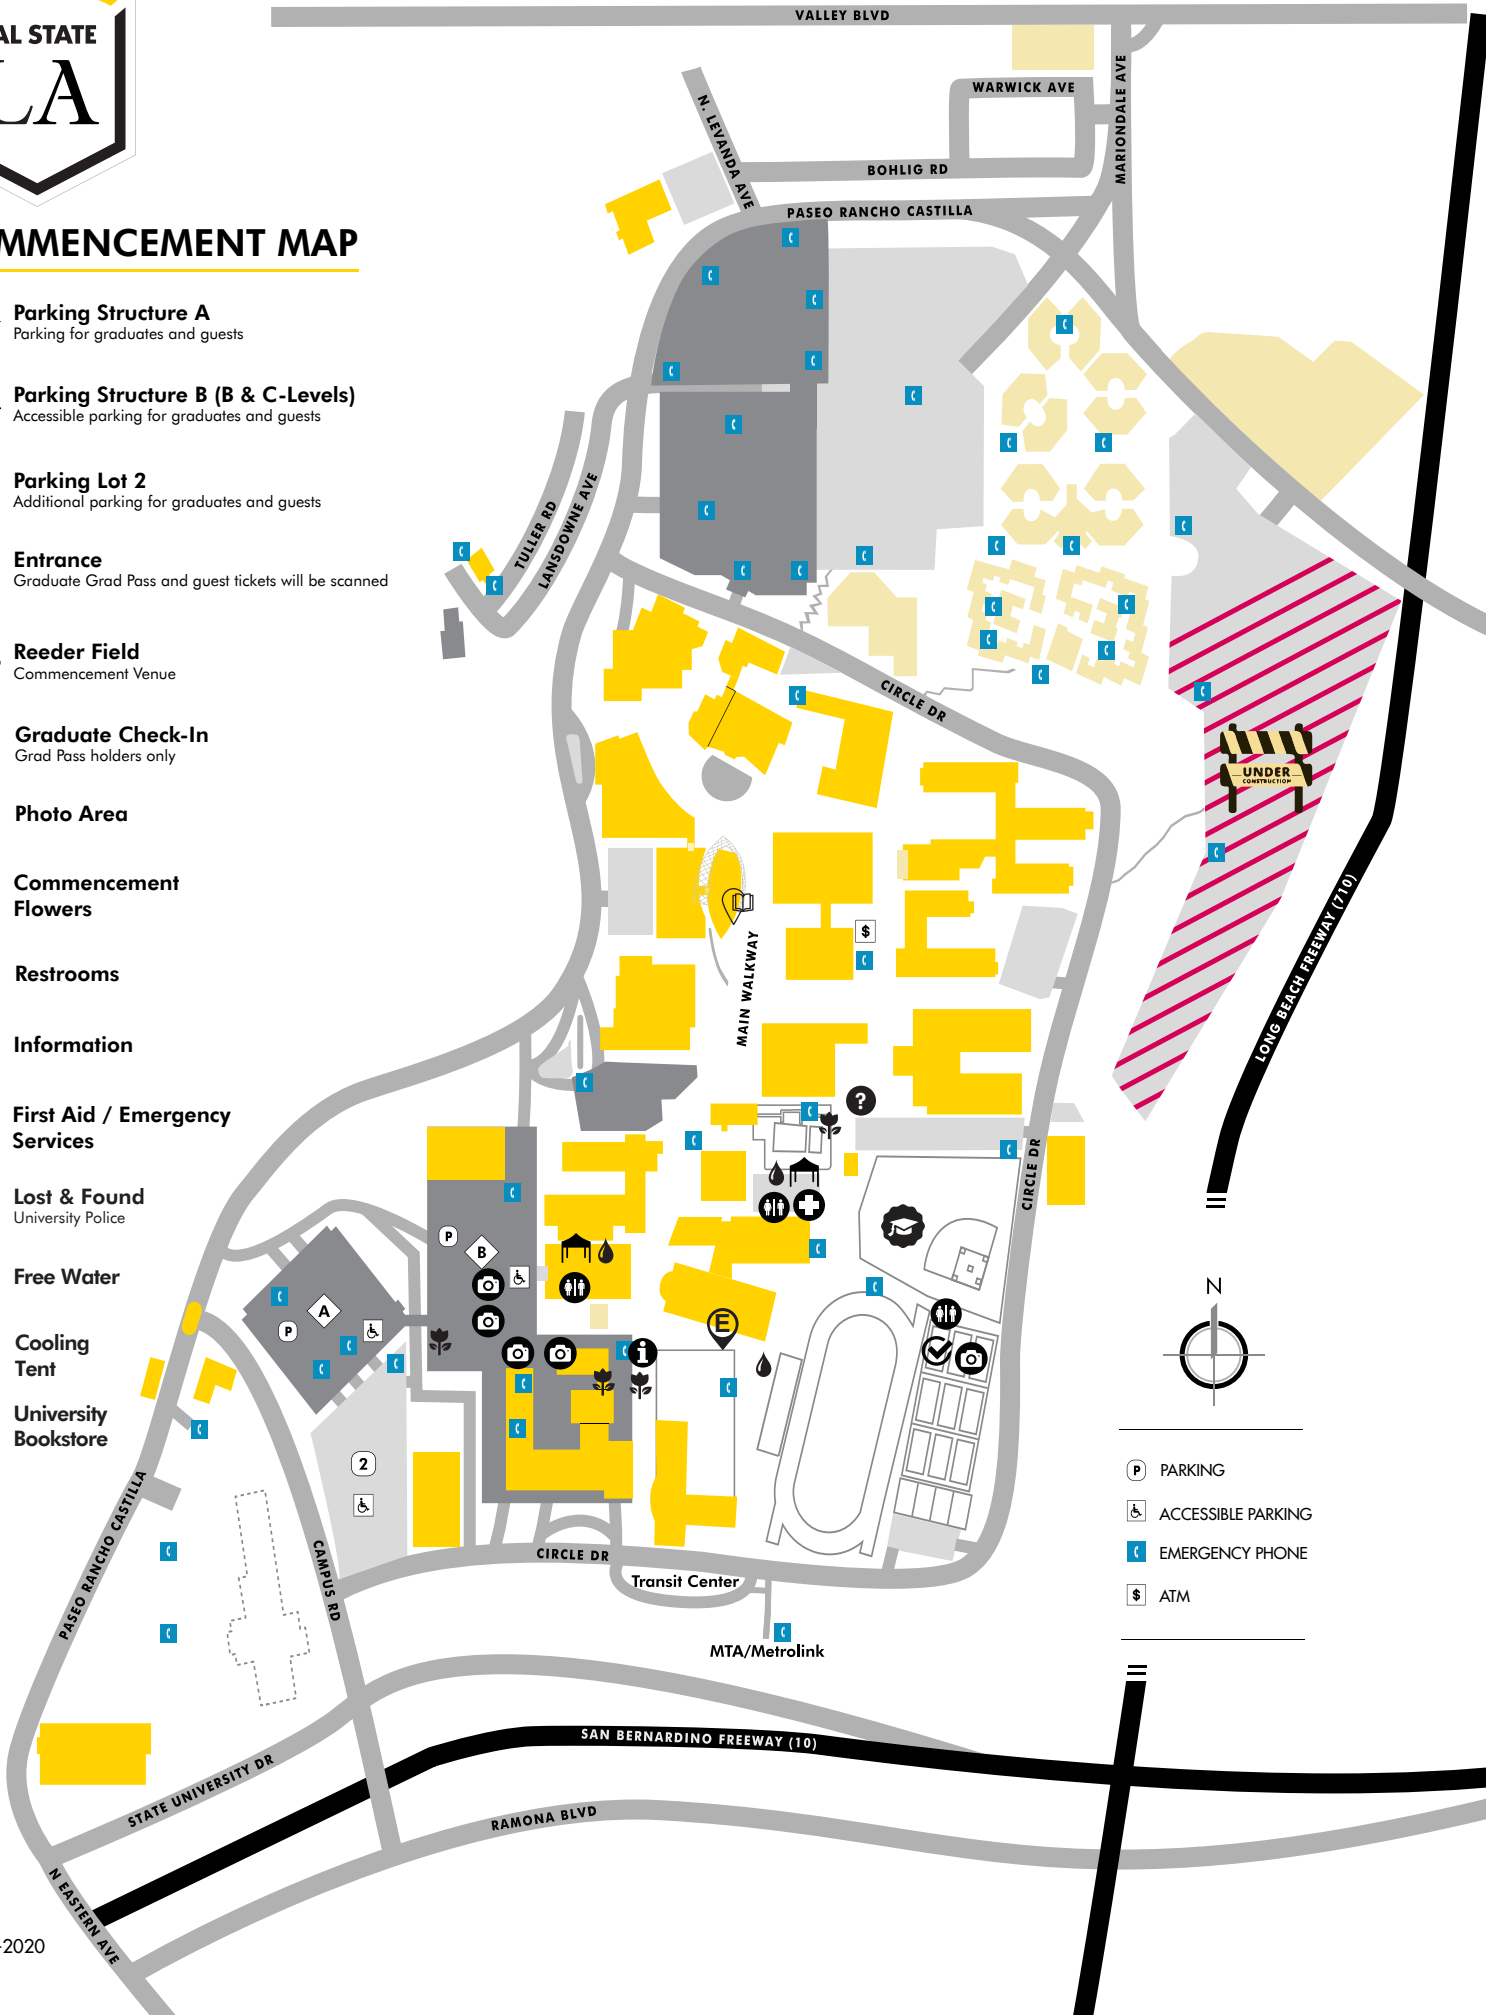 AL STATE
LA
MMENCEMENT MAP
Parking Structure A
Parking for graduates and guests
Parking Structure B (B & C-Levels)
Accessible parking for graduates and guests
Parking Lot 2
Additional parking for graduates and guests
Entrance
Graduate Grad Pass and guest tickets will be scanned
Reeder Field
Commencement Venue
Graduate Check-In
Grad Pass holders only
Photo Area
Commencement
Flowers
Restrooms
Information
First Aid / Emergency
Services
Lost & Found
University Police
Free Water
Cooling
Tent
University
Bookstore
-2020
VALLEY BLVD
WARWICK AVE
MARIONDALE AVE
N. LEVANDA AVE
BOHLIG RD
PASEO RANCHO CASTILLA
TULLER RD
LANSDOWNE AVE
CIRCLE DR
UNDER
CONSTRUCTION
LONG BEACH FREEWAY (710)
$
MAIN WALKWAY
?
CIRCLE DR
P
B
A
P
E
i
2
N
PASEO RANCHO CASTILLA
CAMPUS RD
CIRCLE DR
Transit Center
MTA/Metrolink
P PARKING
ACCESSIBLE PARKING
EMERGENCY PHONE
$ ATM
SAN BERNARDINO FREEWAY (10)
STATE UNIVERSITY DR
RAMONA BLVD
N EASTERN AVE